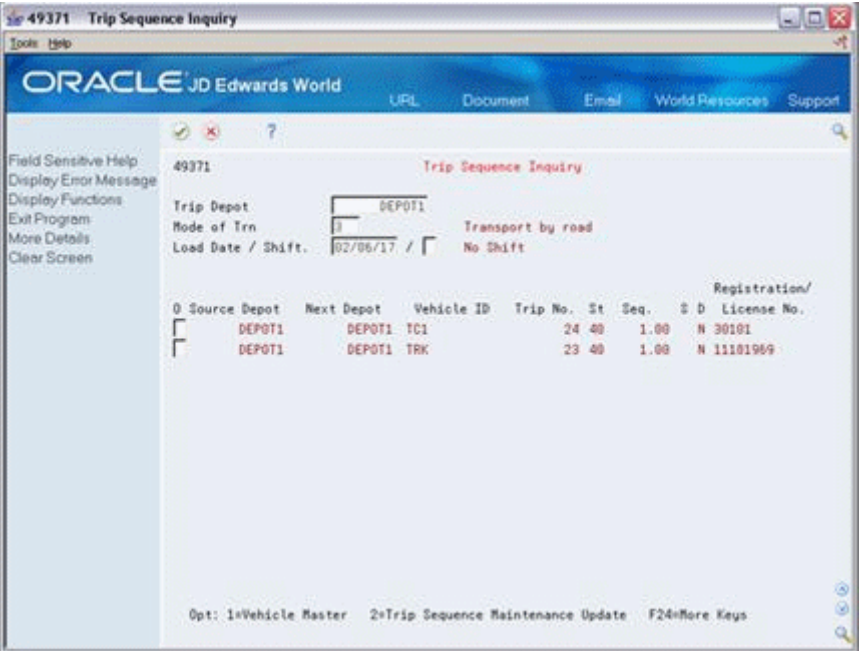 49371 Trip Sequence Inquiry
Tools Help
ORACLE JD Edwards World
URL Document Email World Resources Support
?
Field Sensitive Help
Display Error Message
Display Functions
Exit Program
More Details
Clear Screen
49371 Trip Sequence Inquiry
Trip Depot DEPOT1
Mode of Trn 3 Transport by road
Load Date / Shift. 02/06/17 / No Shift
Registration/
O Source Depot Next Depot Vehicle ID Trip No. St Seq. S D License No.
DEPOT1 DEPOT1 TC1 24 40 1.00 N 30101
DEPOT1 DEPOT1 TRK 23 40 1.00 N 11101969
Opt: 1=Vehicle Master 2=Trip Sequence Maintenance Update F24=More Keys